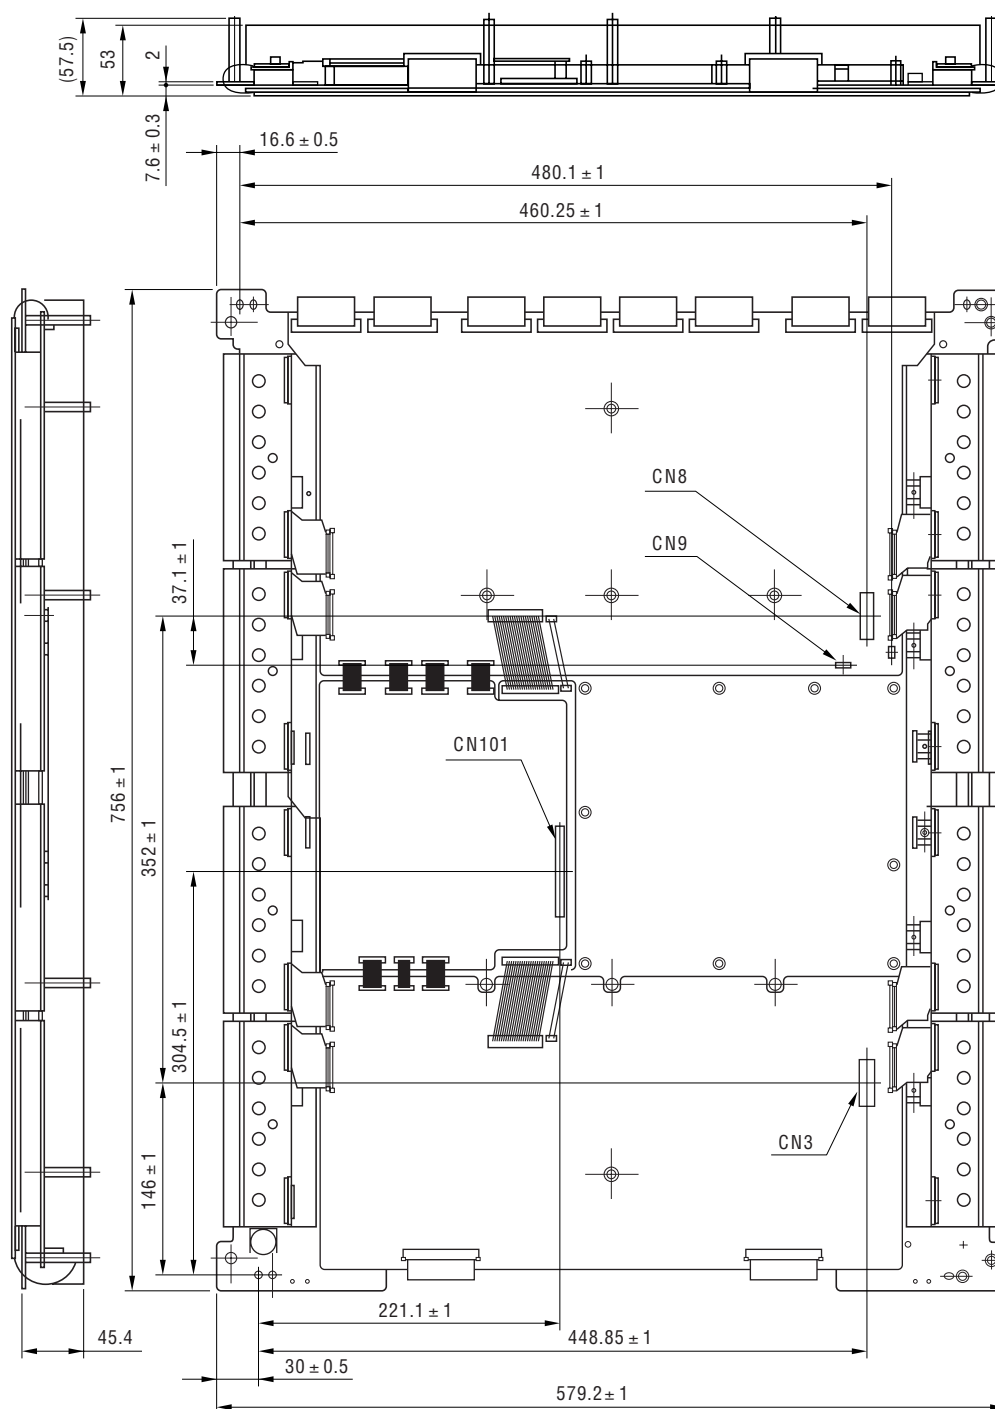 (57.5)
53
2
7.6 ± 0.3
16.6 ± 0.5
480.1 ± 1
460.25 ± 1
CN8
CN9
37.1 ± 1
CN101
756 ± 1
352 ± 1
304.5 ± 1
CN3
146 ± 1
221.1 ± 1
45.4
448.85 ± 1
30 ± 0.5
579.2 ± 1